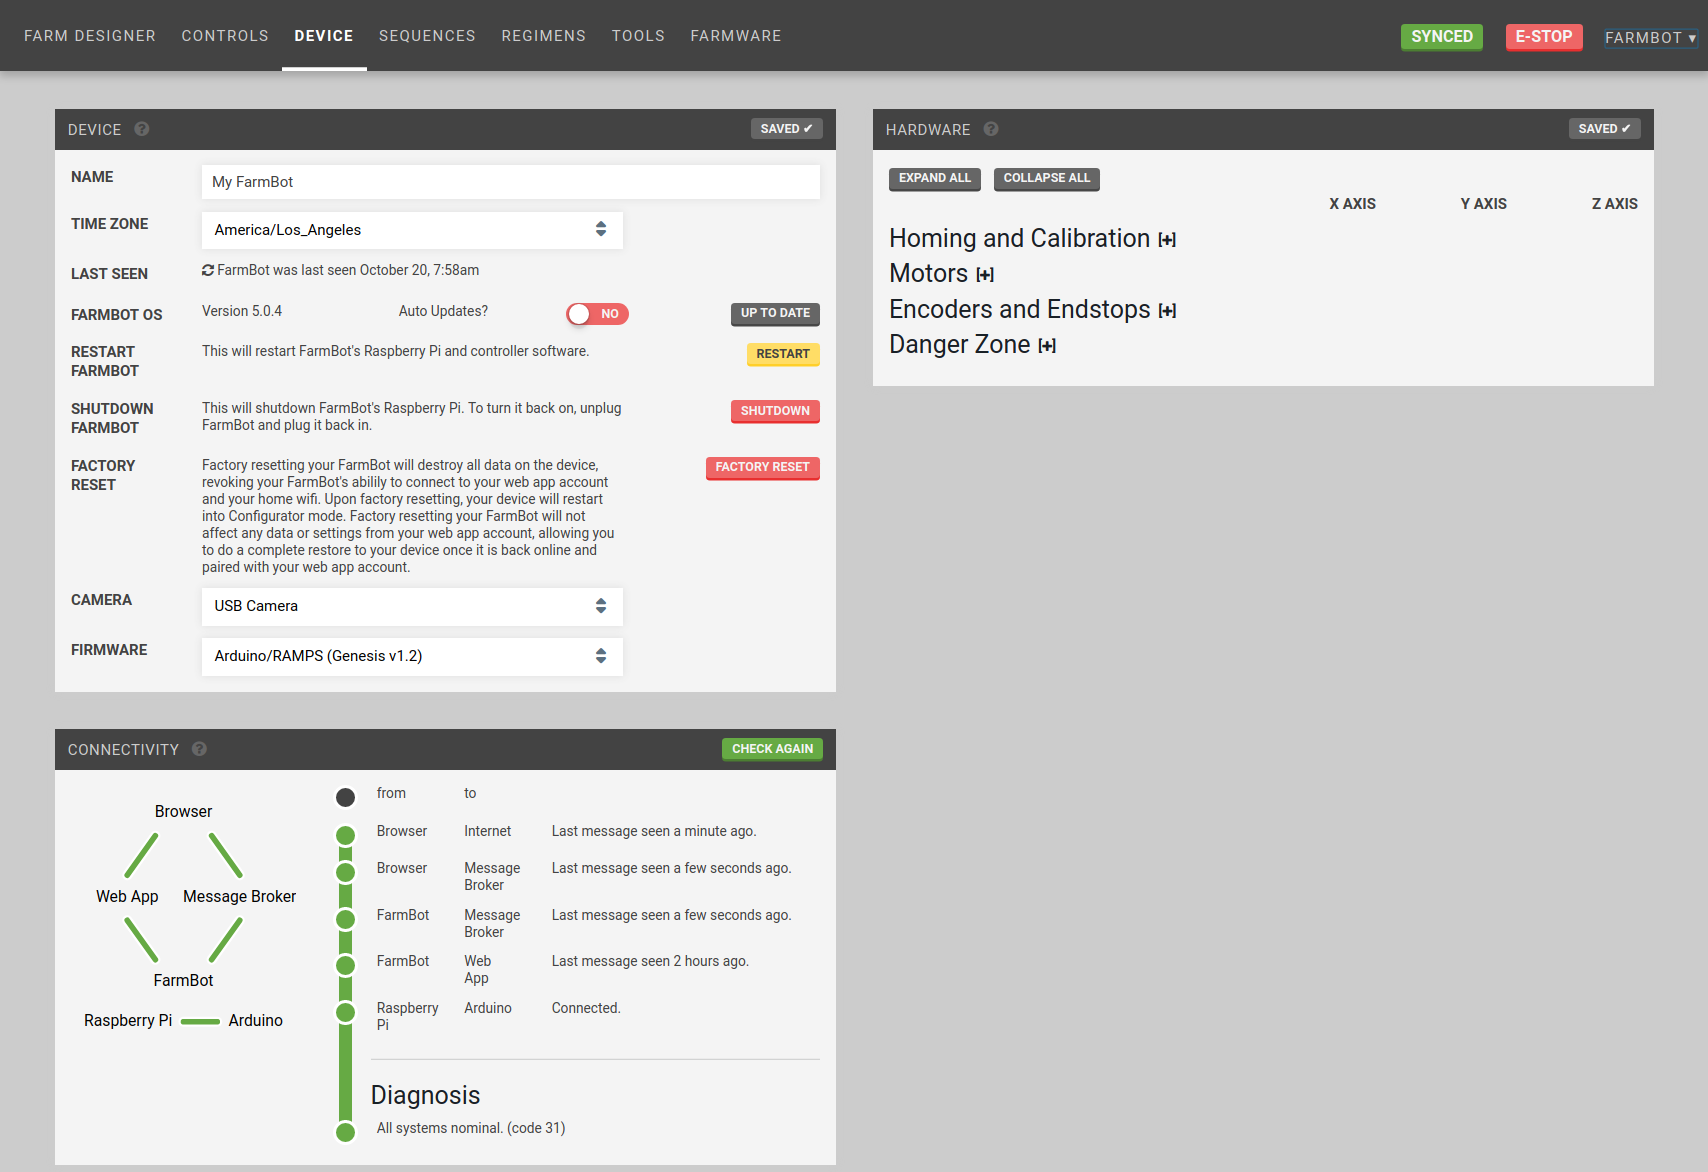 FARM DESIGNER CONTROLS DEVICE SEQUENCES REGIMENS TOOLS FARMWARE SYNCED E-STOP FARMBOT ▾
DEVICE ? SAVED ✔
NAME My FarmBot
TIME ZONE America/Los_Angeles
LAST SEEN FarmBot was last seen October 20, 7:58am
FARMBOT OS Version 5.0.4 Auto Updates? NO UP TO DATE
RESTART
FARMBOT
This will restart FarmBot's Raspberry Pi and controller software.
RESTART
SHUTDOWN
FARMBOT
This will shutdown FarmBot's Raspberry Pi. To turn it back on, unplug
FarmBot and plug it back in.
SHUTDOWN
FACTORY
RESET
Factory resetting your FarmBot will destroy all data on the device,
revoking your FarmBot's abilily to connect to your web app account
and your home wifi. Upon factory resetting, your device will restart
into Configurator mode. Factory resetting your FarmBot will not
affect any data or settings from your web app account, allowing you
to do a complete restore to your device once it is back online and
paired with your web app account.
FACTORY RESET
CAMERA USB Camera
FIRMWARE Arduino/RAMPS (Genesis v1.2)
HARDWARE ? SAVED ✔
EXPAND ALL COLLAPSE ALL
X AXIS Y AXIS Z AXIS
Homing and Calibration [+]
Motors [+]
Encoders and Endstops [+]
Danger Zone [+]
CONNECTIVITY ? CHECK AGAIN
Browser
Web App Message Broker
FarmBot
Raspberry Pi Arduino
from to
Browser Internet Last message seen a minute ago.
Browser Message
Broker
Last message seen a few seconds ago.
FarmBot Message
Broker
Last message seen a few seconds ago.
FarmBot Web
App
Last message seen 2 hours ago.
Raspberry
Pi
Arduino Connected.
Diagnosis
All systems nominal. (code 31)